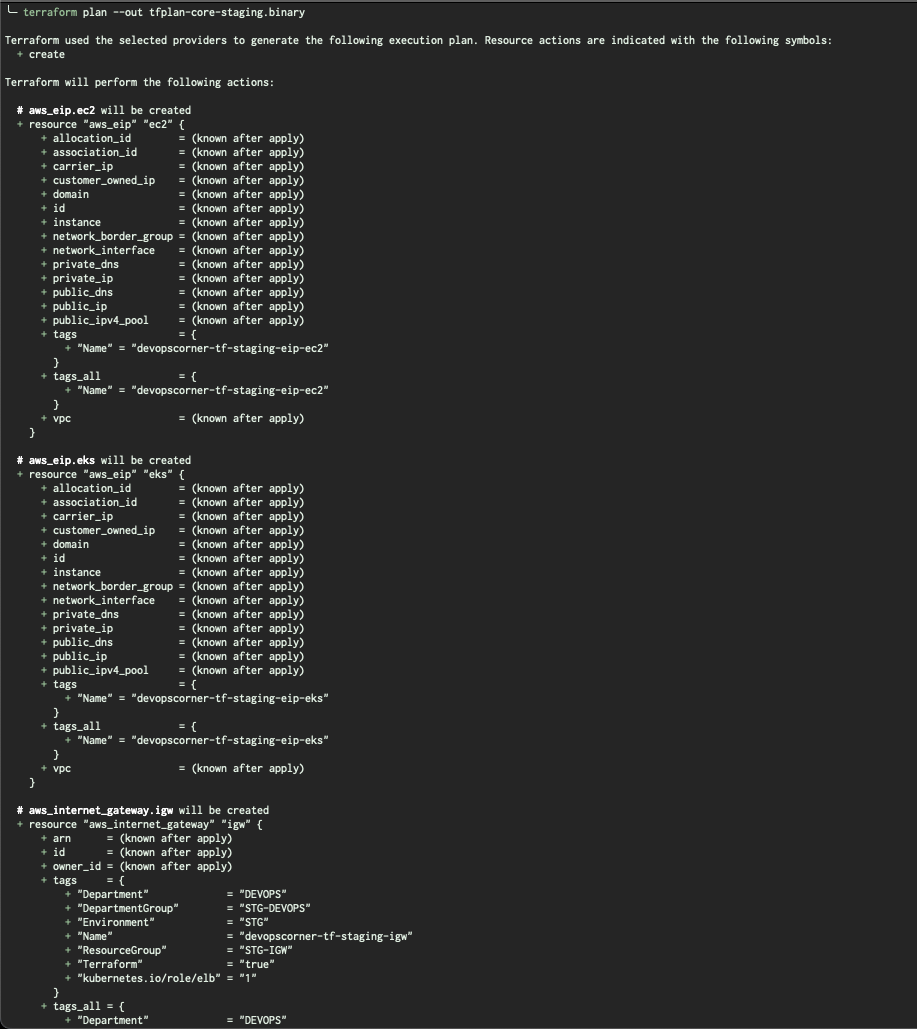 ╰─ terraform plan --out tfplan-core-staging.binary
Terraform used the selected providers to generate the following execution plan. Resource actions are indicated with the following symbols:
+ create
Terraform will perform the following actions:
# aws_eip.ec2 will be created
+ resource "aws_eip" "ec2" {
+ allocation_id = (known after apply)
+ association_id = (known after apply)
+ carrier_ip = (known after apply)
+ customer_owned_ip = (known after apply)
+ domain = (known after apply)
+ id = (known after apply)
+ instance = (known after apply)
+ network_border_group = (known after apply)
+ network_interface = (known after apply)
+ private_dns = (known after apply)
+ private_ip = (known after apply)
+ public_dns = (known after apply)
+ public_ip = (known after apply)
+ public_ipv4_pool = (known after apply)
+ tags = {
+ "Name" = "devopscorner-tf-staging-eip-ec2"
}
+ tags_all = {
+ "Name" = "devopscorner-tf-staging-eip-ec2"
}
+ vpc = (known after apply)
}
# aws_eip.eks will be created
+ resource "aws_eip" "eks" {
+ allocation_id = (known after apply)
+ association_id = (known after apply)
+ carrier_ip = (known after apply)
+ customer_owned_ip = (known after apply)
+ domain = (known after apply)
+ id = (known after apply)
+ instance = (known after apply)
+ network_border_group = (known after apply)
+ network_interface = (known after apply)
+ private_dns = (known after apply)
+ private_ip = (known after apply)
+ public_dns = (known after apply)
+ public_ip = (known after apply)
+ public_ipv4_pool = (known after apply)
+ tags = {
+ "Name" = "devopscorner-tf-staging-eip-eks"
}
+ tags_all = {
+ "Name" = "devopscorner-tf-staging-eip-eks"
}
+ vpc = (known after apply)
}
# aws_internet_gateway.igw will be created
+ resource "aws_internet_gateway" "igw" {
+ arn = (known after apply)
+ id = (known after apply)
+ owner_id = (known after apply)
+ tags = {
+ "Department" = "DEVOPS"
+ "DepartmentGroup" = "STG-DEVOPS"
+ "Environment" = "STG"
+ "Name" = "devopscorner-tf-staging-igw"
+ "ResourceGroup" = "STG-IGW"
+ "Terraform" = "true"
+ "kubernetes.io/role/elb" = "1"
}
+ tags_all = {
+ "Department" = "DEVOPS"